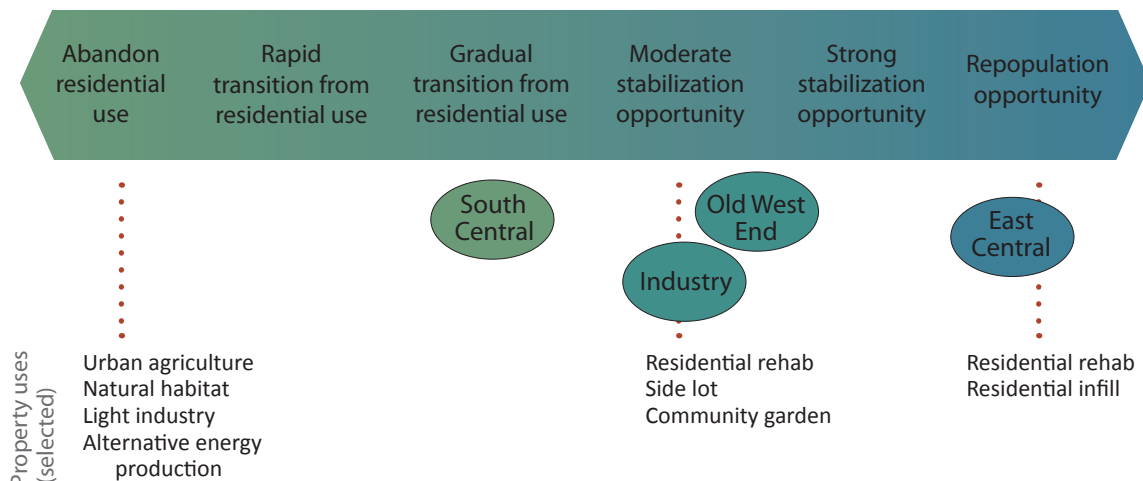 Abandon
residential
use
Rapid
transition from
residential use
Gradual
transition from
residential use
Moderate
stabilization
opportunity
Strong
stabilization
opportunity
Repopulation
opportunity
South
Central
Old West
End
Industry
East
Central
Property uses
(selected)
Urban agriculture
Natural habitat
Light industry
Alternative energy
production
Residential rehab
Side lot
Community garden
Residential rehab
Residential infill